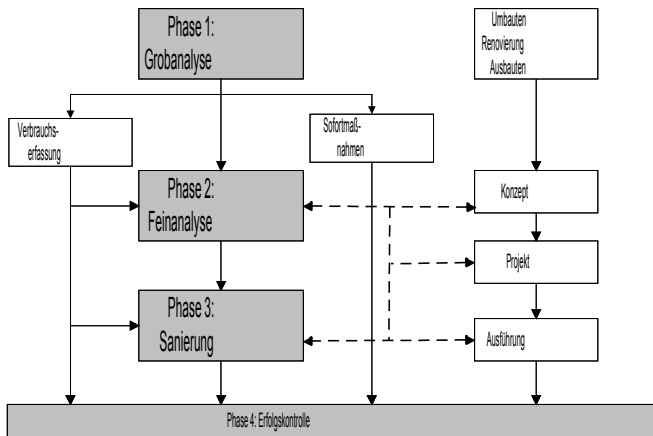 Phase 1:
Grobanalyse
Umbauten
Renovierung
Ausbauten
Verbrauchs-
erfassung
Sofortmaß-
nahmen
Phase 2:
Feinanalyse
Konzept
Projekt
Phase 3:
Sanierung
Ausführung
Phase 4: Erfolgskontrolle